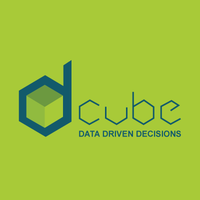 dcube
DATA DRIVEN DECISIONS